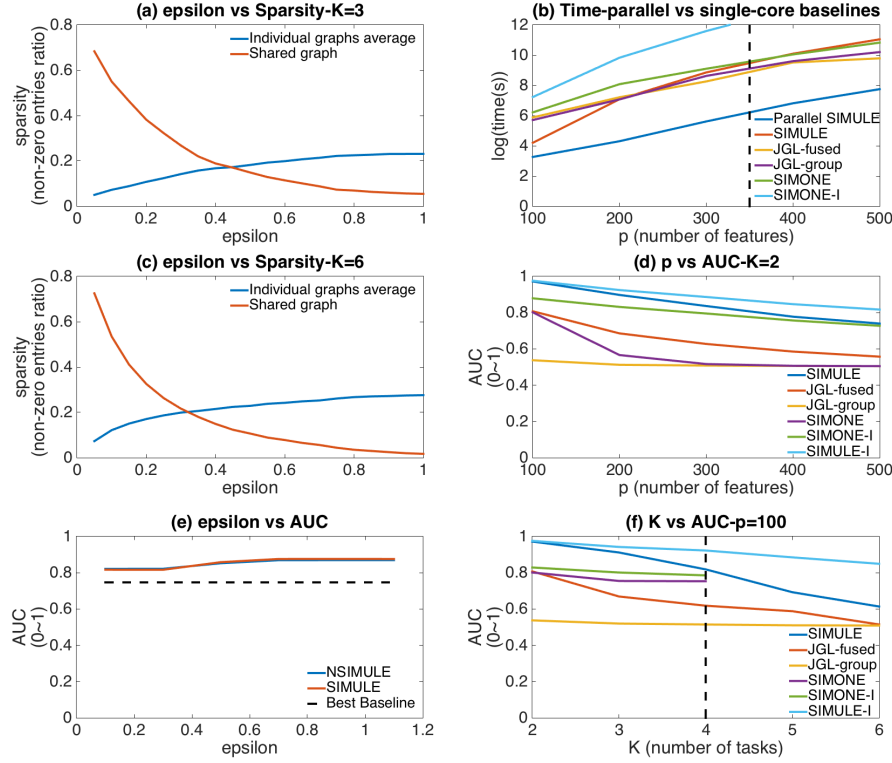 (a) epsilon vs Sparsity-K=3
0.8
0.6
0.4
0.2
0
sparsity
(non-zero entries ratio)
Individual graphs average
Shared graph
0 0.2 0.4 0.6 0.8 1
epsilon
(b) Time-parallel vs single-core baselines
12
10
8
6
4
2
0
log(time(s))
Parallel SIMULE
SIMULE
JGL-fused
JGL-group
SIMONE
SIMONE-I
100 200 300 400 500
p (number of features)
(c) epsilon vs Sparsity-K=6
0.8
0.6
0.4
0.2
0
sparsity
(non-zero entries ratio)
Individual graphs average
Shared graph
0 0.2 0.4 0.6 0.8 1
epsilon
(d) p vs AUC-K=2
1
0.8
0.6
0.4
0.2
0
AUC
(0~1)
SIMULE
JGL-fused
JGL-group
SIMONE
SIMONE-I
SIMULE-I
100 200 300 400 500
p (number of features)
(e) epsilon vs AUC
1
0.8
0.6
0.4
0.2
0
AUC
(0~1)
NSIMULE
SIMULE
Best Baseline
0 0.2 0.4 0.6 0.8 1 1.2
epsilon
(f) K vs AUC-p=100
1
0.8
0.6
0.4
0.2
0
AUC
(0~1)
SIMULE
JGL-fused
JGL-group
SIMONE
SIMONE-I
SIMULE-I
2 3 4 5 6
K (number of tasks)